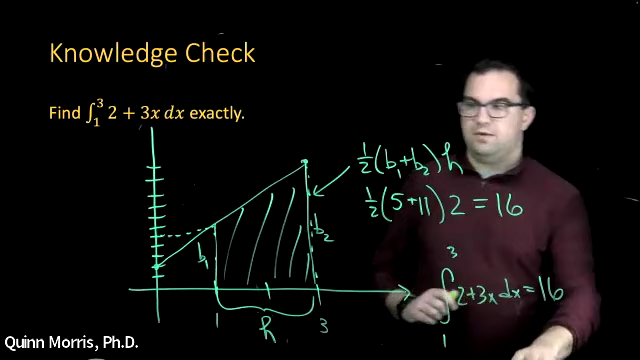 Knowledge Check
Find ∫₁³ 2 + 3x dx exactly.
½(b₁+b₂)h
½(5+11)2 = 16
b₁
b₂
∫₁³ 2+3x dx = 16
1
3
h
Quinn Morris, Ph.D.